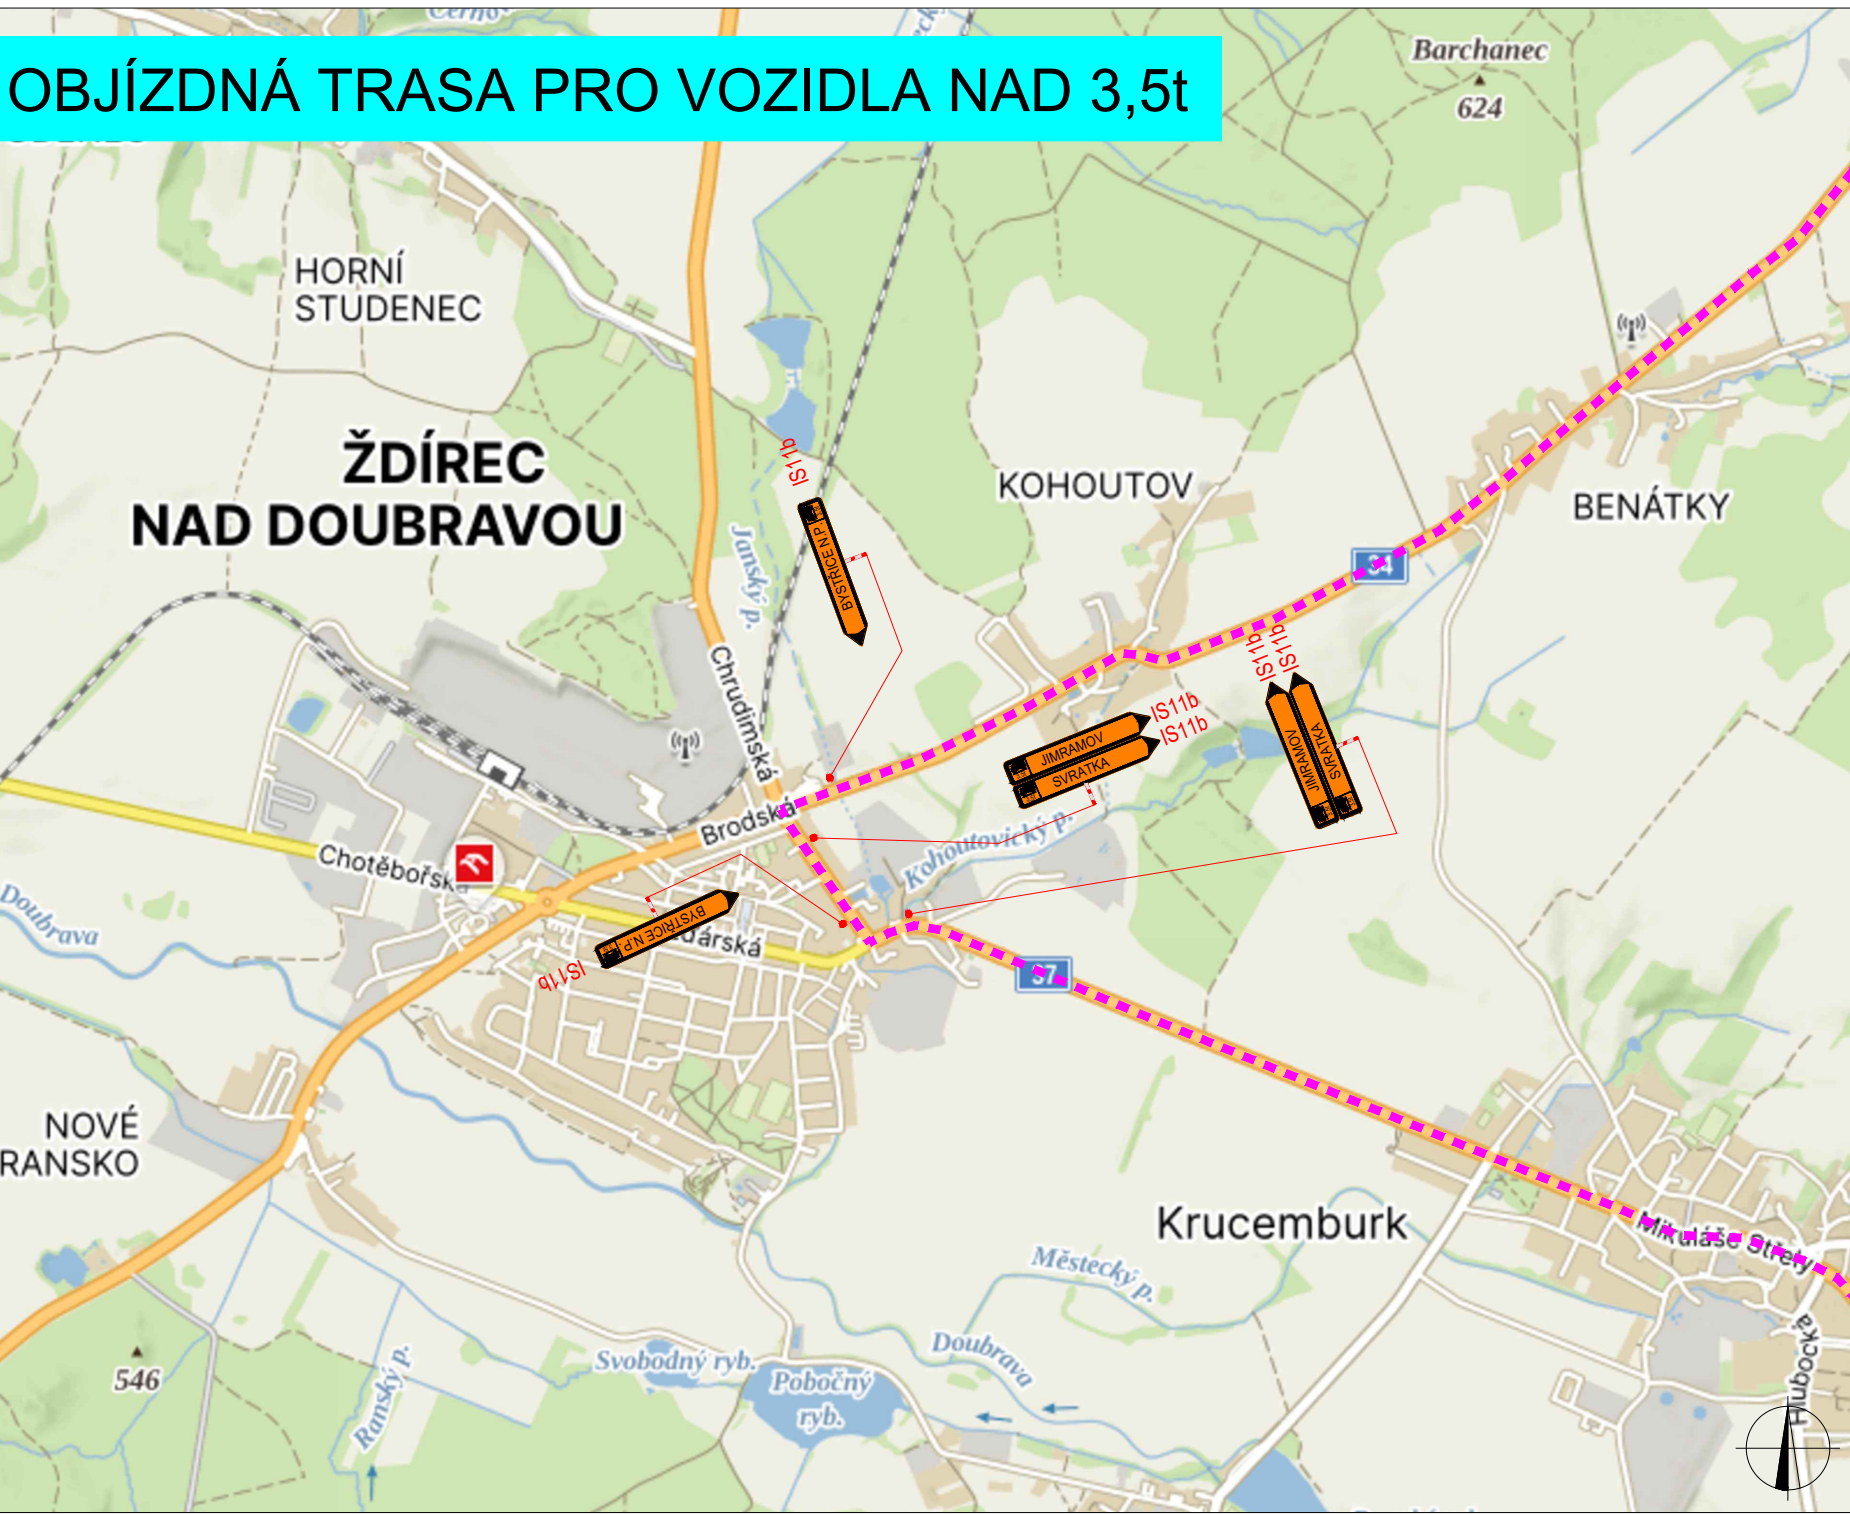 OBJÍZDNÁ TRASA PRO VOZIDLA NAD 3,5t
Barchanec
624
HORNÍ
STUDENEC
ŽDÍREC
NAD DOUBRAVOU
KOHOUTOV
BENÁTKY
IS11b
BYSTŘICE N.P.
Janský p.
34
Chrudimská
IS11b
IS11b
JIMRAMOV
SVRATKA
IS11b
IS11b
JIMRAMOV
SVRATKA
Brodská
Kohoutovický p.
Chotěbořská
BYSTŘICE N.P.
IS11b
Doubrava
37
NOVÉ
RANSKO
Krucemburk
Mikuláše Střely
Městecký p.
Doubrava
Svobodný ryb.
Pobočný
ryb.
546
Ranský p.
Hlubocká